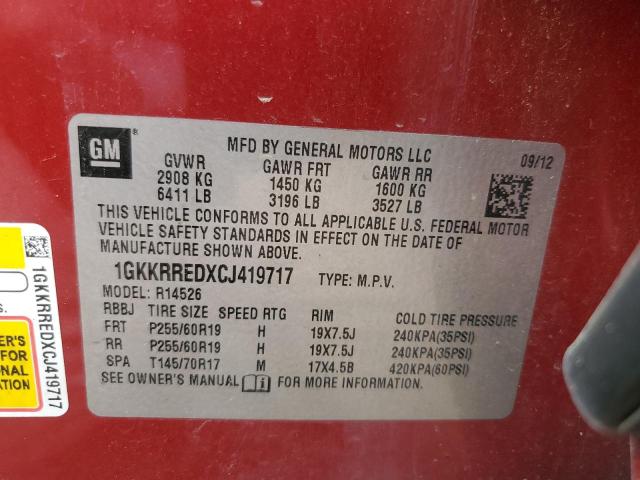 GM
®
MFD BY GENERAL MOTORS LLC
09/12
GVWR GAWR FRT GAWR RR
2908 KG 1450 KG 1600 KG
6411 LB 3196 LB 3527 LB
THIS VEHICLE CONFORMS TO ALL APPLICABLE U.S. FEDERAL MOTOR
VEHICLE SAFETY STANDARDS IN EFFECT ON THE DATE OF
MANUFACTURE SHOWN ABOVE.
1GKKRREDXCJ419717 TYPE: M.P.V.
MODEL: R14526
RBBJ TIRE SIZE SPEED RTG RIM COLD TIRE PRESSURE
FRT P255/60R19 H 19X7.5J 240KPA(35PSI)
RR P255/60R19 H 19X7.5J 240KPA(35PSI)
SPA T145/70R17 M 17X4.5B 420KPA(60PSI)
SEE OWNER'S MANUAL FOR MORE INFORMATION.
1GKKRREDXCJ419717
ER'S
FOR
ONAL
ATION